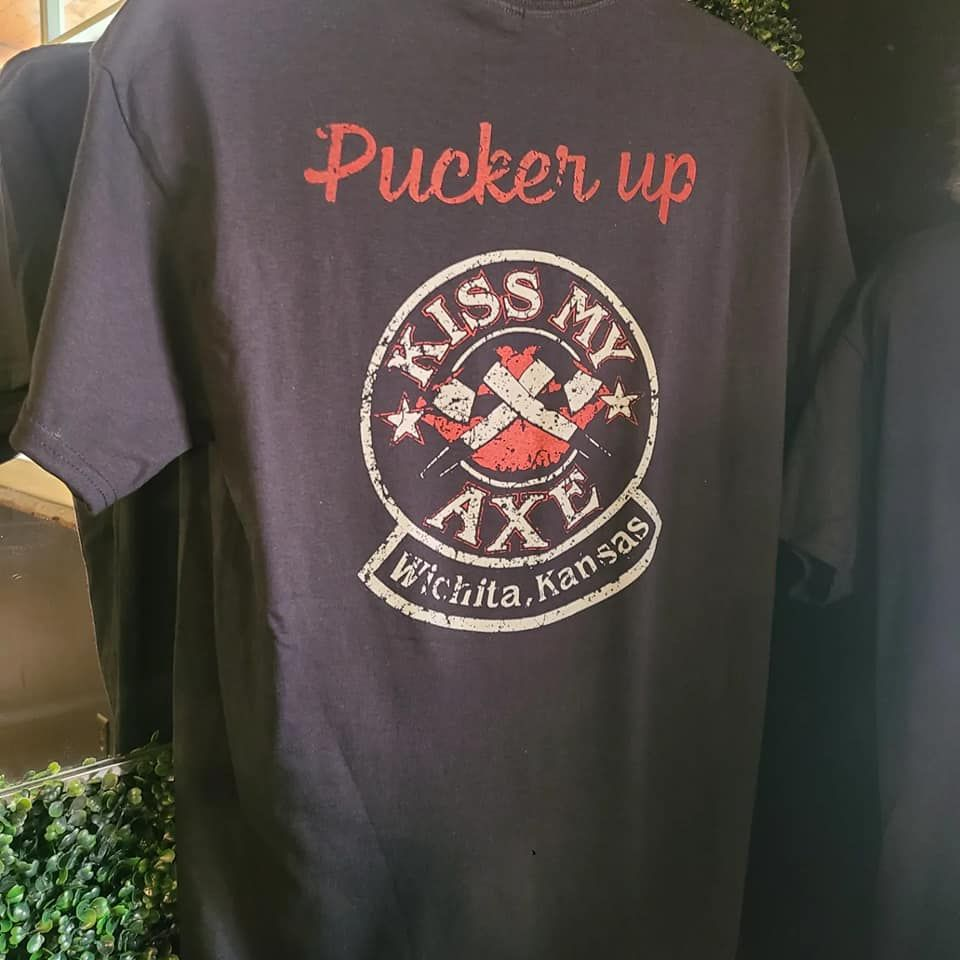 Pucker up
KISS MY
AXE
Wichita, Kansas